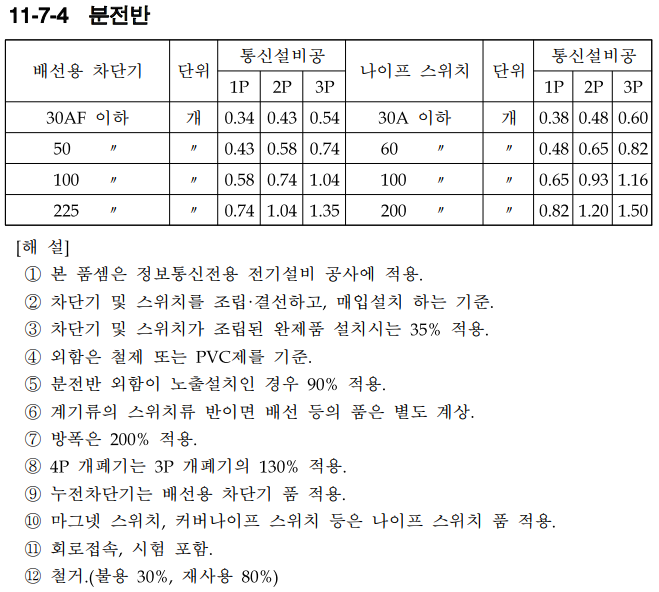 11-7-4 분전반
배선용 차단기 단위 통신설비공 나이프 스위치 단위 통신설비공
1P 2P 3P 1P 2P 3P
30AF 이하 개 0.34 0.43 0.54 30A 이하 개 0.38 0.48 0.60
50 〃 〃 0.43 0.58 0.74 60 〃 〃 0.48 0.65 0.82
100 〃 〃 0.58 0.74 1.04 100 〃 〃 0.65 0.93 1.16
225 〃 〃 0.74 1.04 1.35 200 〃 〃 0.82 1.20 1.50
[해 설]
① 본 품셈은 정보통신전용 전기설비 공사에 적용.
② 차단기 및 스위치를 조립·결선하고, 매입설치 하는 기준.
③ 차단기 및 스위치가 조립된 완제품 설치시는 35% 적용.
④ 외함은 철제 또는 PVC제를 기준.
⑤ 분전반 외함이 노출설치인 경우 90% 적용.
⑥ 계기류의 스위치류 반이면 배선 등의 품은 별도 계상.
⑦ 방폭은 200% 적용.
⑧ 4P 개폐기는 3P 개폐기의 130% 적용.
⑨ 누전차단기는 배선용 차단기 품 적용.
⑩ 마그넷 스위치, 커버나이프 스위치 등은 나이프 스위치 품 적용.
⑪ 회로접속, 시험 포함.
⑫ 철거.(불용 30%, 재사용 80%)